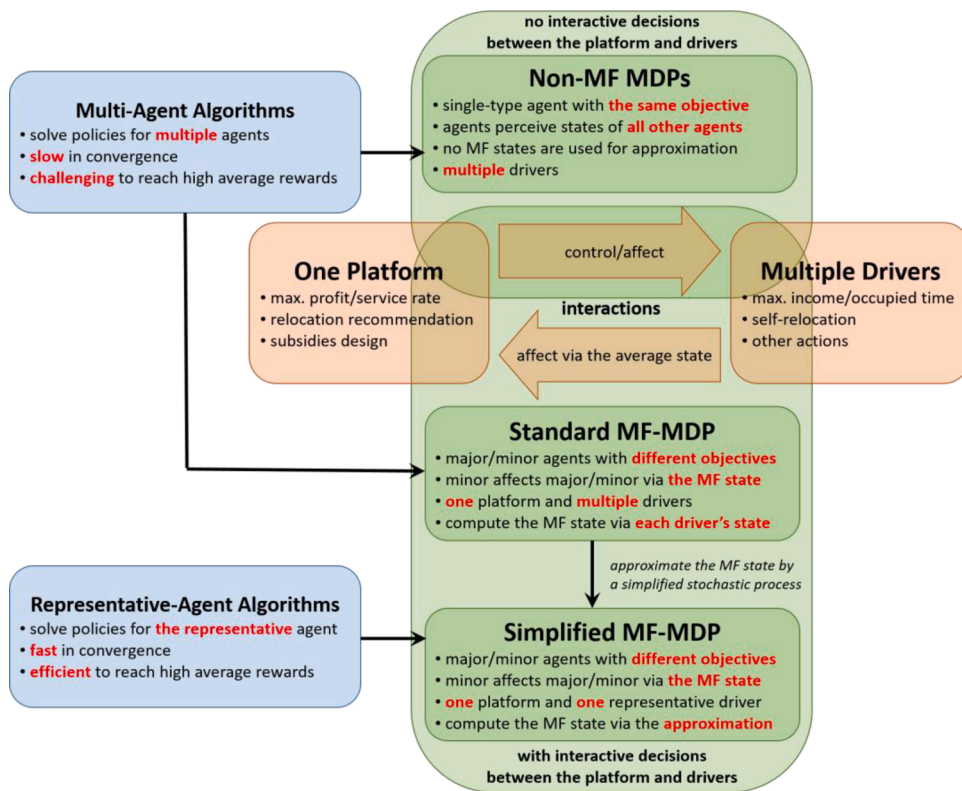 no interactive decisions
between the platform and drivers
Multi-Agent Algorithms
• solve policies for multiple agents
• slow in convergence
• challenging to reach high average rewards
Non-MF MDPs
• single-type agent with the same objective
• agents perceive states of all other agents
• no MF states are used for approximation
• multiple drivers
One Platform
• max. profit/service rate
• relocation recommendation
• subsidies design
control/affect
interactions
affect via the average state
Multiple Drivers
• max. income/occupied time
• self-relocation
• other actions
Standard MF-MDP
• major/minor agents with different objectives
• minor affects major/minor via the MF state
• one platform and multiple drivers
• compute the MF state via each driver's state
approximate the MF state by
a simplified stochastic process
Representative-Agent Algorithms
• solve policies for the representative agent
• fast in convergence
• efficient to reach high average rewards
Simplified MF-MDP
• major/minor agents with different objectives
• minor affects major/minor via the MF state
• one platform and one representative driver
• compute the MF state via the approximation
with interactive decisions
between the platform and drivers